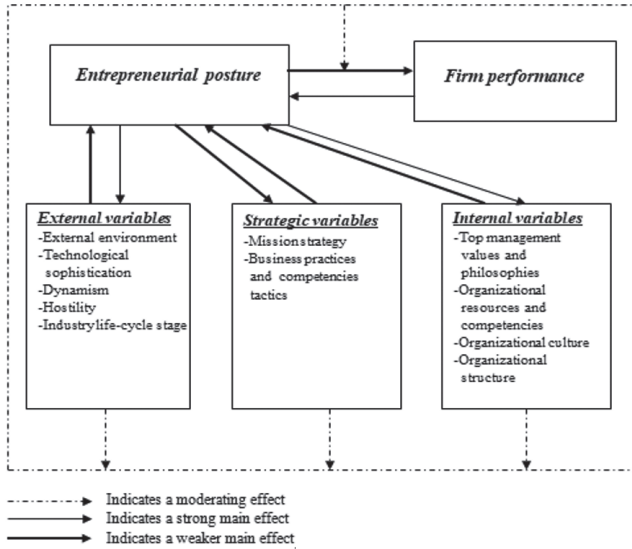 Entrepreneurial posture
Firm performance
External variables
-External environment
-Technological
sophistication
-Dynamism
-Hostility
-Industry life-cycle stage
Strategic variables
-Mission strategy
-Business practices
and competencies
tactics
Internal variables
-Top management
values and
philosophies
-Organizational
resources and
competencies
-Organizational culture
-Organizational
structure
Indicates a moderating effect
Indicates a strong main effect
Indicates a weaker main effect